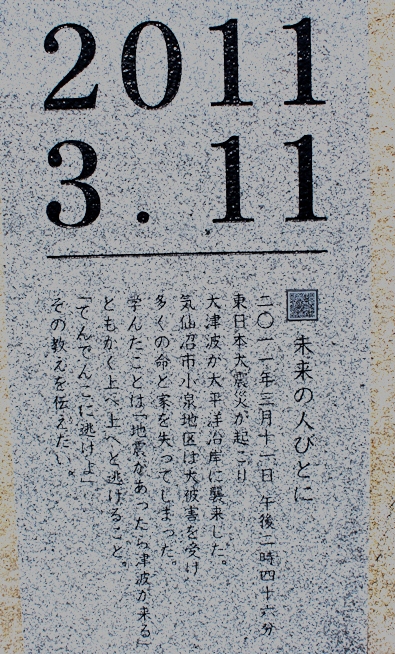 2011
3.11
未来の人びとに
二〇一一年三月十一日 午後二時四十六分
東日本大震災が起こり
大津波が太平洋沿岸に襲来した。
気仙沼市小泉地区は大被害を受け
多くの命と家を失ってしまった。
学んだことは「地震があったら津波が来る」
ともかく上へ上へと逃げること。
「てんでんこに逃げよ」
その教えを伝えたい。